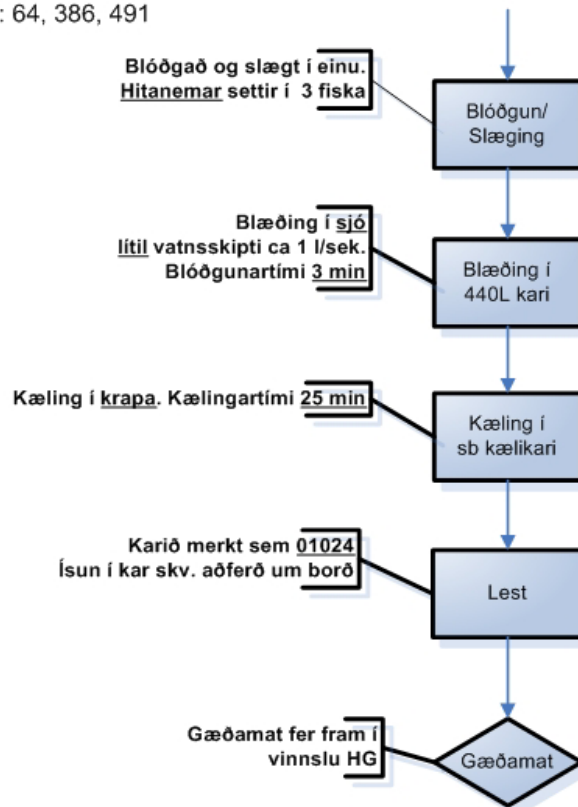 : 64, 386, 491
Blóðgað og slægt í einu.
Hitanemar settir í 3 fiska
Blóðgun/
Slæging
Blæðing í sjó
lítil vatnsskipti ca 1 l/sek.
Blóðgunartími 3 min
Blæðing í
440L kari
Kæling í krapa. Kælingartími 25 min
Kæling í
sb kælikari
Karið merkt sem 01024
Ísun í kar skv. aðferð um borð
Lest
Gæðamat fer fram í
vinnslu HG
Gæðamat